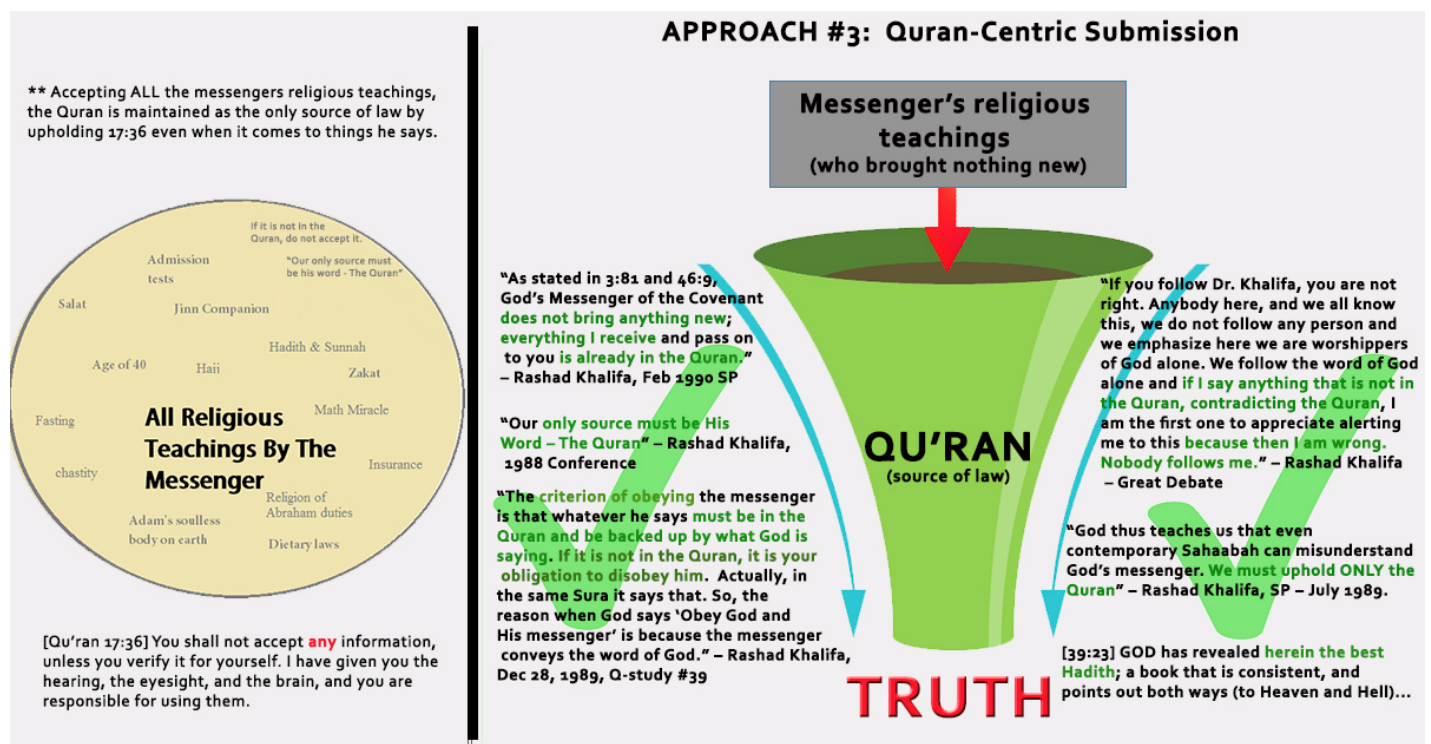 ** Accepting ALL the messengers religious teachings,
the Quran is maintained as the only source of law by
upholding 17:36 even when it comes to things he says.
If it is not in the
Quran, do not accept it.
"Our only source must
be his word - The Quran"
Admission
tests
Salat
Jinn Companion
Hadith & Sunnah
Age of 40
Hajj
Zakat
Math Miracle
Fasting
All Religious
Teachings By The
Messenger
Insurance
chastity
Religion of
Abraham duties
Adam's soulless
body on earth
Dietary laws
[Qu'ran 17:36] You shall not accept any information,
unless you verify it for yourself. I have given you the
hearing, the eyesight, and the brain, and you are
responsible for using them.
APPROACH #3: Quran-Centric Submission
Messenger's religious
teachings
(who brought nothing new)
"As stated in 3:81 and 46:9,
God's Messenger of the Covenant
does not bring anything new;
everything I receive and pass on
to you is already in the Quran."
– Rashad Khalifa, Feb 1990 SP
"Our only source must be His
Word – The Quran" – Rashad Khalifa,
1988 Conference
"The criterion of obeying the messenger
is that whatever he says must be in the
Quran and be backed up by what God is
saying. If it is not in the Quran, it is your
obligation to disobey him. Actually, in
the same Sura it says that. So, the
reason when God says 'Obey God and
His messenger' is because the messenger
conveys the word of God." – Rashad Khalifa,
Dec 28, 1989, Q-study #39
QU'RAN
(source of law)
TRUTH
"If you follow Dr. Khalifa, you are not
right. Anybody here, and we all know
this, we do not follow any person and
we emphasize here we are worshippers
of God alone. We follow the word of God
alone and if I say anything that is not in
the Quran, contradicting the Quran, I
am the first one to appreciate alerting
me to this because then I am wrong.
Nobody follows me." – Rashad Khalifa
– Great Debate
"God thus teaches us that even
contemporary Sahaabah can misunderstand
God's messenger. We must uphold ONLY the
Quran" – Rashad Khalifa, SP – July 1989.
[39:23] GOD has revealed herein the best
Hadith; a book that is consistent, and
points out both ways (to Heaven and Hell)...